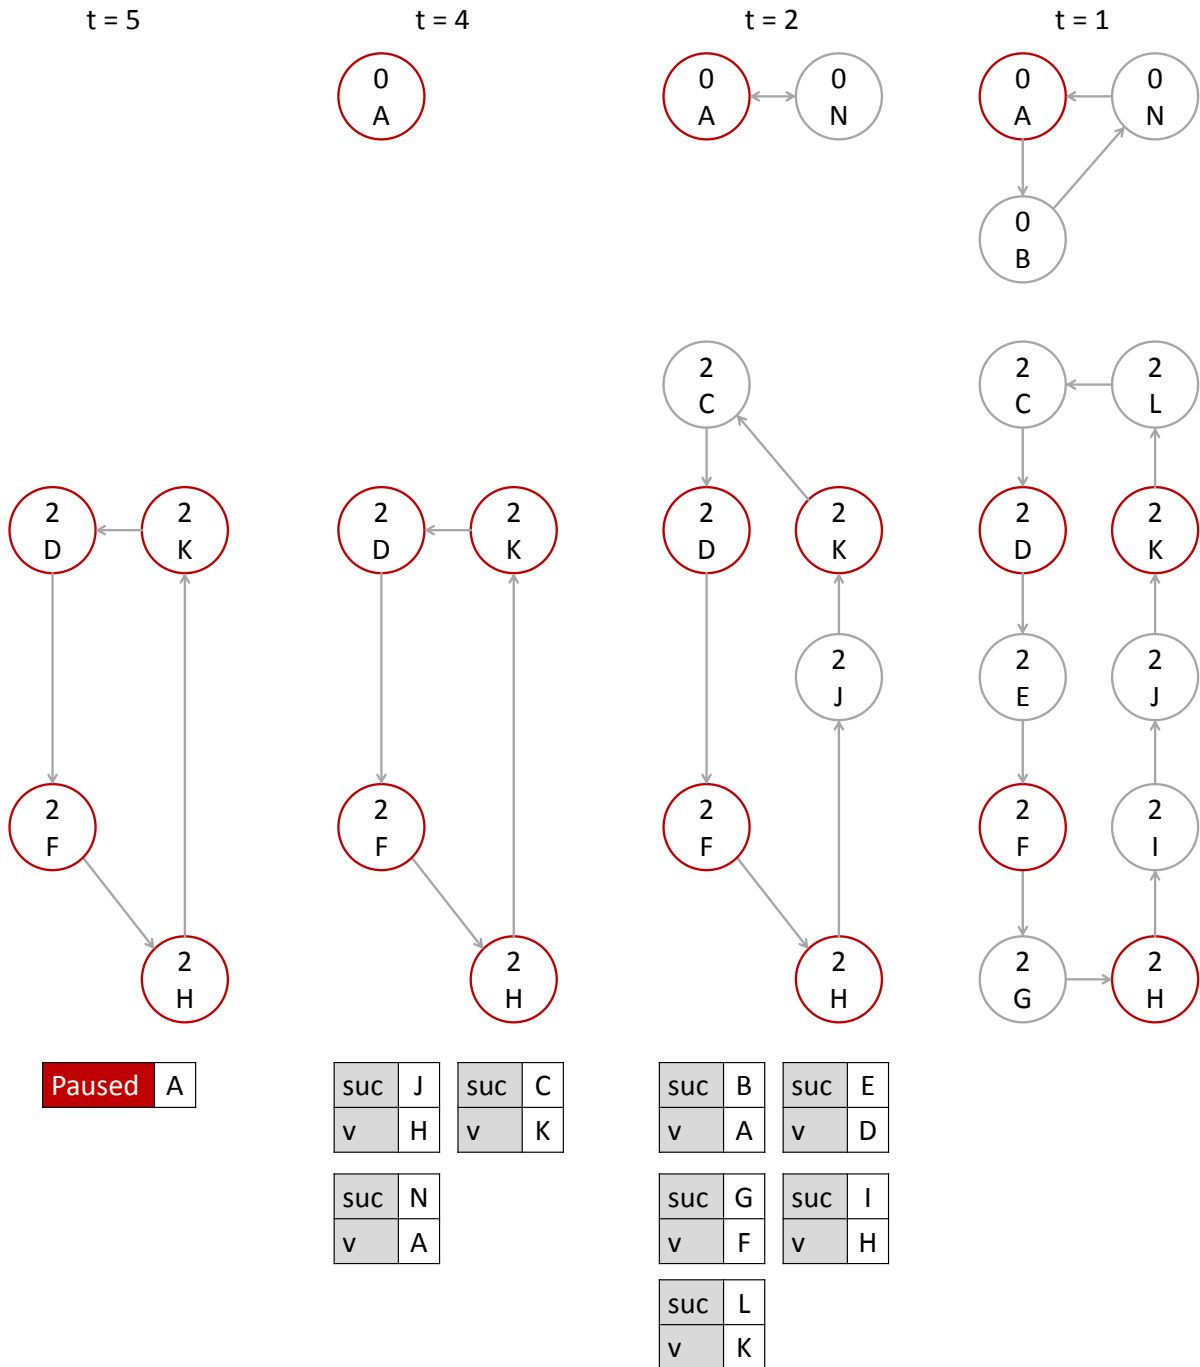 t = 5 t = 4 t = 2 t = 1
0 0 0 0 0
A A N A N
0
B
2 2 2
C C L
2 2 2 2 2 2 2 2
D K D K D K D K
2 2 2
J E J
2 2 2 2 2
F F F F I
2 2 2 2 2
H H H G H
Paused A suc J suc C suc B suc E
v H v K v A v D
suc N suc G suc I
v A v F v H
suc L
v K